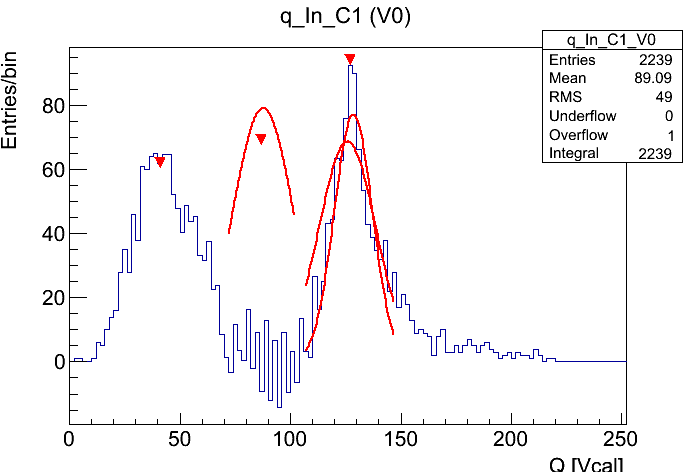 q_In_C1 (V0)
q_In_C1_V0
Entries 2239
Mean 89.09
RMS 49
Underflow 0
Overflow 1
Integral 2239
Entries/bin
80
60
40
20
0
0 50 100 150 200 250
Q [Vcal]